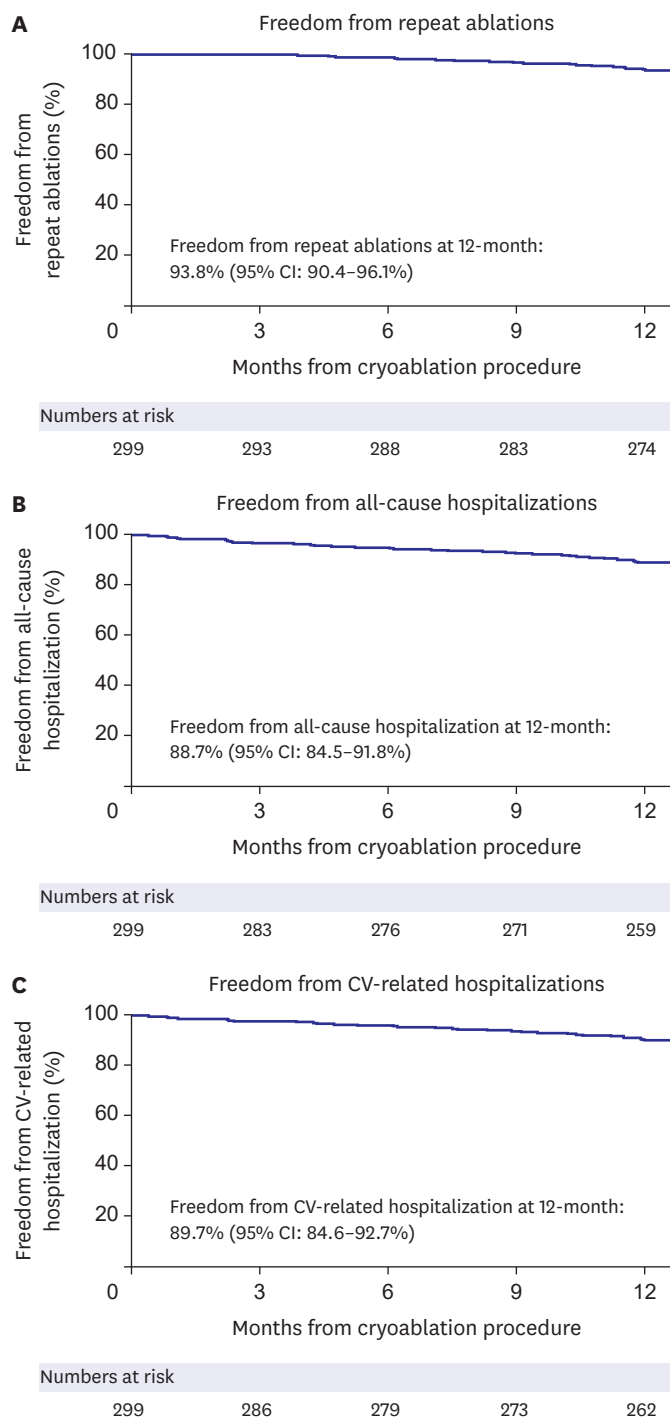 A
Freedom from repeat ablations
Freedom from
repeat ablations (%)
100
80
60
40
20
0 3 6 9 12
Freedom from repeat ablations at 12-month:
93.8% (95% CI: 90.4–96.1%)
Months from cryoablation procedure
Numbers at risk
299 293 288 283 274
B
Freedom from all-cause hospitalizations
Freedom from all-cause
hospitalization (%)
100
80
60
40
20
0 3 6 9 12
Freedom from all-cause hospitalization at 12-month:
88.7% (95% CI: 84.5–91.8%)
Months from cryoablation procedure
Numbers at risk
299 283 276 271 259
C
Freedom from CV-related hospitalizations
Freedom from CV-related
hospitalization (%)
100
80
60
40
20
0 3 6 9 12
Freedom from CV-related hospitalization at 12-month:
89.7% (95% CI: 84.6–92.7%)
Months from cryoablation procedure
Numbers at risk
299 286 279 273 262